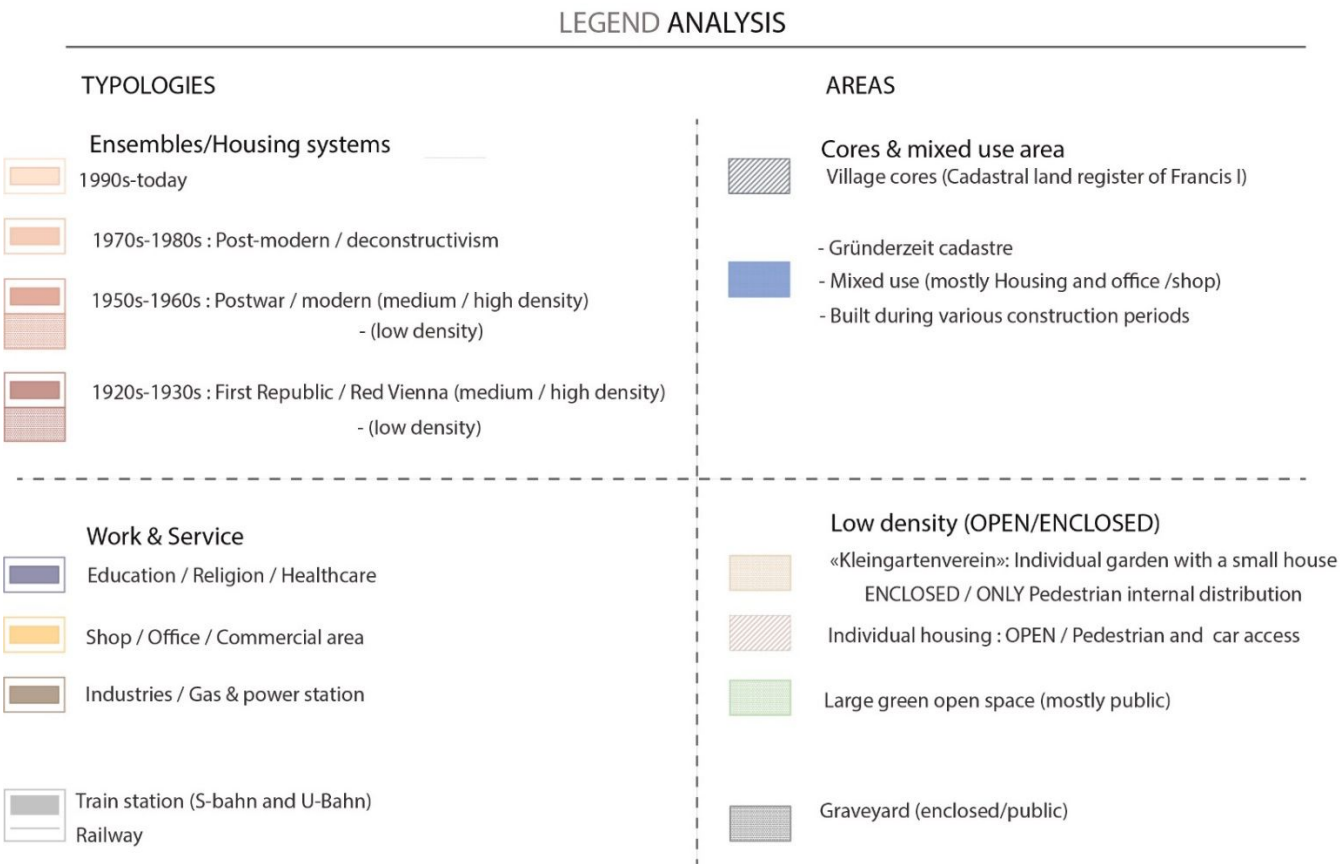 LEGEND ANALYSIS
TYPOLOGIES
Ensembles/Housing systems
1990s-today
1970s-1980s : Post-modern / deconstructivism
1950s-1960s : Postwar / modern (medium / high density)
- (low density)
1920s-1930s : First Republic / Red Vienna (medium / high density)
- (low density)
AREAS
Cores & mixed use area
Village cores (Cadastral land register of Francis I)
- Gründerzeit cadastre
- Mixed use (mostly Housing and office /shop)
- Built during various construction periods
Work & Service
Education / Religion / Healthcare
Shop / Office / Commercial area
Industries / Gas & power station
Train station (S-bahn and U-Bahn)
Railway
Low density (OPEN/ENCLOSED)
«Kleingartenverein»: Individual garden with a small house
ENCLOSED / ONLY Pedestrian internal distribution
Individual housing : OPEN / Pedestrian and car access
Large green open space (mostly public)
Graveyard (enclosed/public)